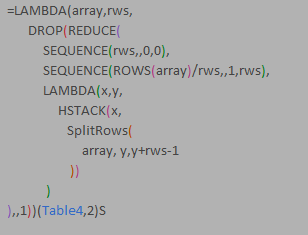 =LAMBDA(array,rws,
DROP(REDUCE(
SEQUENCE(rws,,0,0),
SEQUENCE(ROWS(array)/rws,,1,rws),
LAMBDA(x,y,
HSTACK(x,
SplitRows(
array, y,y+rws-1
))
)
),,1))(Table4,2)S